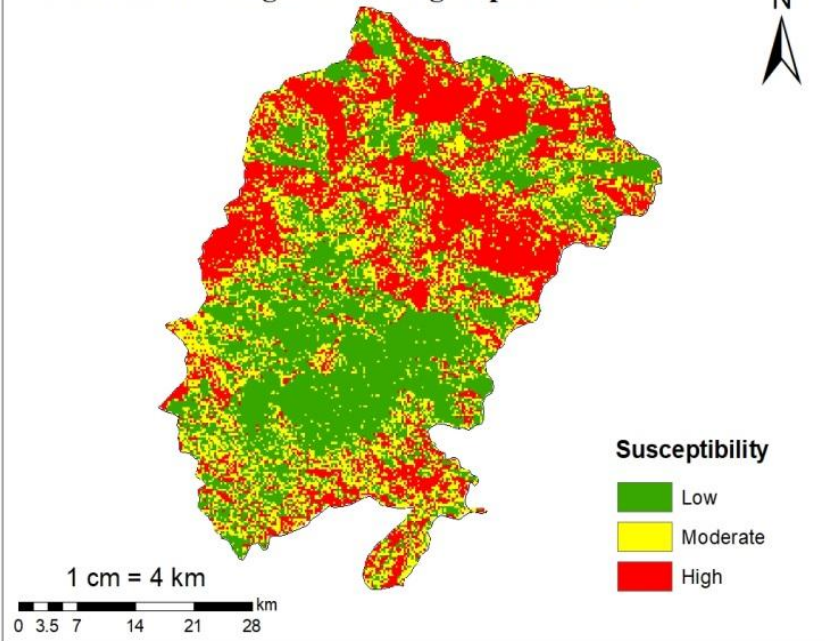 N
Susceptibility
Low
Moderate
High
1 cm = 4 km
km
0 3.5 7 14 21 28